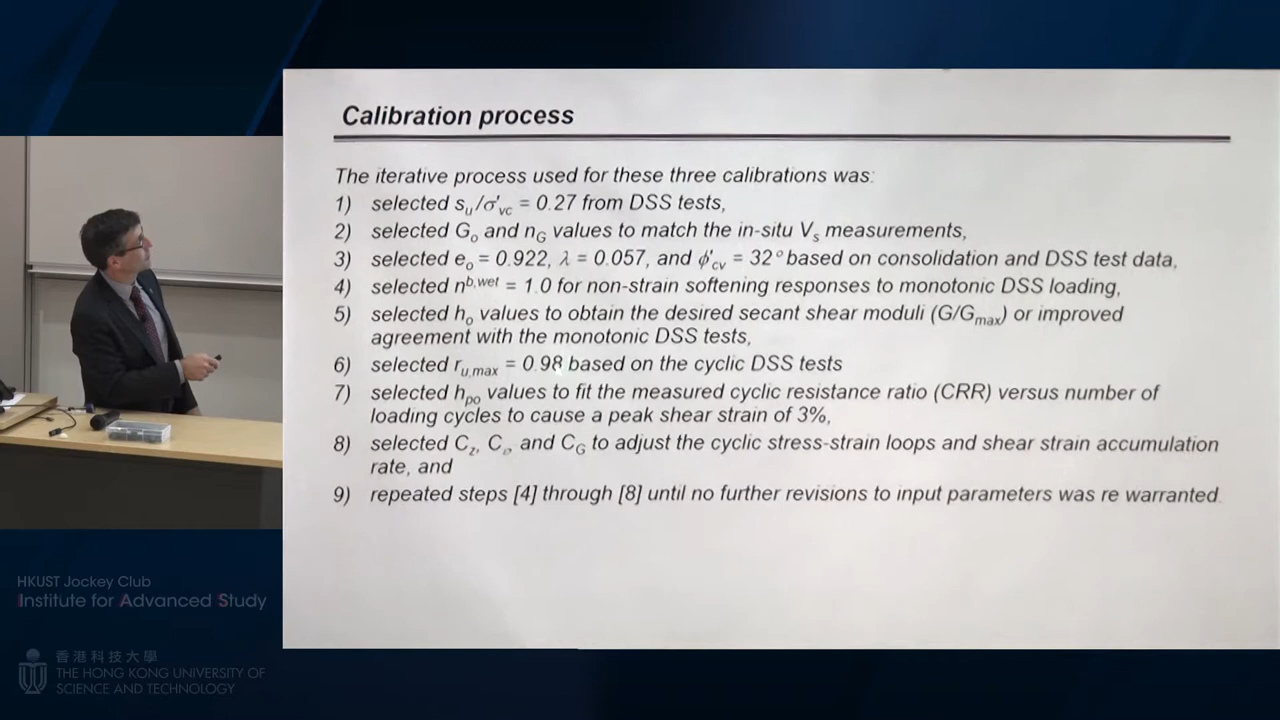 Calibration process
The iterative process used for these three calibrations was:
1) selected sᵤ/σ'vc = 0.27 from DSS tests,
2) selected Gₒ and nG values to match the in-situ Vₛ measurements,
3) selected eₒ = 0.922, λ = 0.057, and ϕ'cv = 32° based on consolidation and DSS test data,
4) selected n^b,wet = 1.0 for non-strain softening responses to monotonic DSS loading,
5) selected hₒ values to obtain the desired secant shear moduli (G/Gmax) or improved
agreement with the monotonic DSS tests,
6) selected ru,max = 0.98 based on the cyclic DSS tests
7) selected hpo values to fit the measured cyclic resistance ratio (CRR) versus number of
loading cycles to cause a peak shear strain of 3%,
8) selected Cz, Cρ, and CG to adjust the cyclic stress-strain loops and shear strain accumulation
rate, and
9) repeated steps [4] through [8] until no further revisions to input parameters was re warranted.
HKUST Jockey Club
Institute for Advanced Study
香港科技大學
THE HONG KONG UNIVERSITY OF
SCIENCE AND TECHNOLOGY